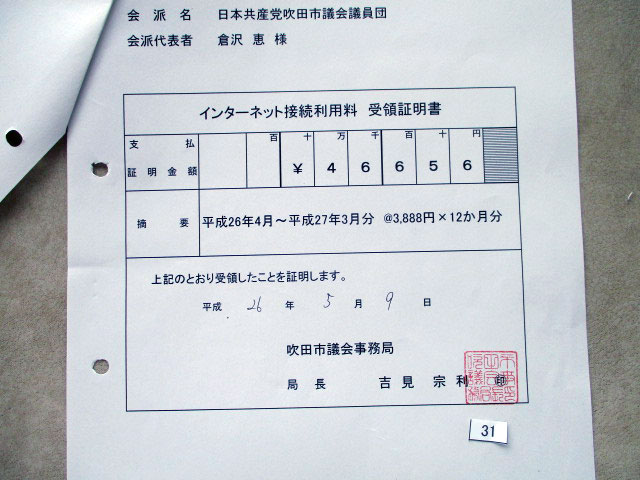 会派名 日本共産党吹田市議会議員団
会派代表者 倉沢 恵 様
インターネット接続利用料 受領証明書
支払 百 十 万 千 百 十 円
証明金額 ¥ 4 6 6 5 6
摘要 平成26年4月～平成27年3月分 @3,888円×12か月分
上記のとおり受領したことを証明します。
平成 26 年 5 月 9 日
吹田市議会事務局
局長 吉見 宗利 印
31